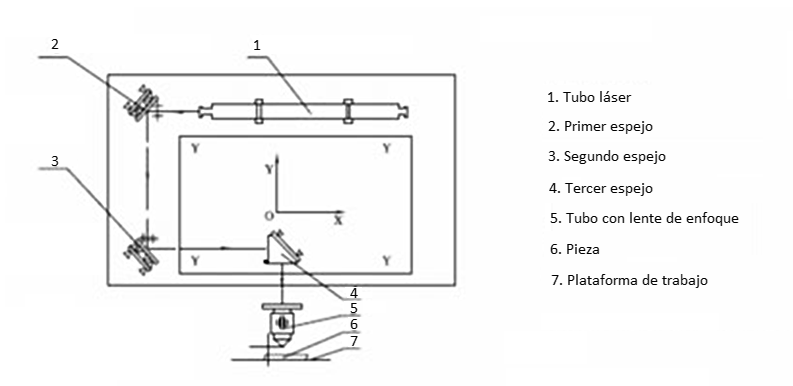 2
1
1. Tubo láser
2. Primer espejo
3. Segundo espejo
4. Tercer espejo
5. Tubo con lente de enfoque
6. Pieza
7. Plataforma de trabajo
Y Y
3
Y
O X
Y Y
4
5
6
7